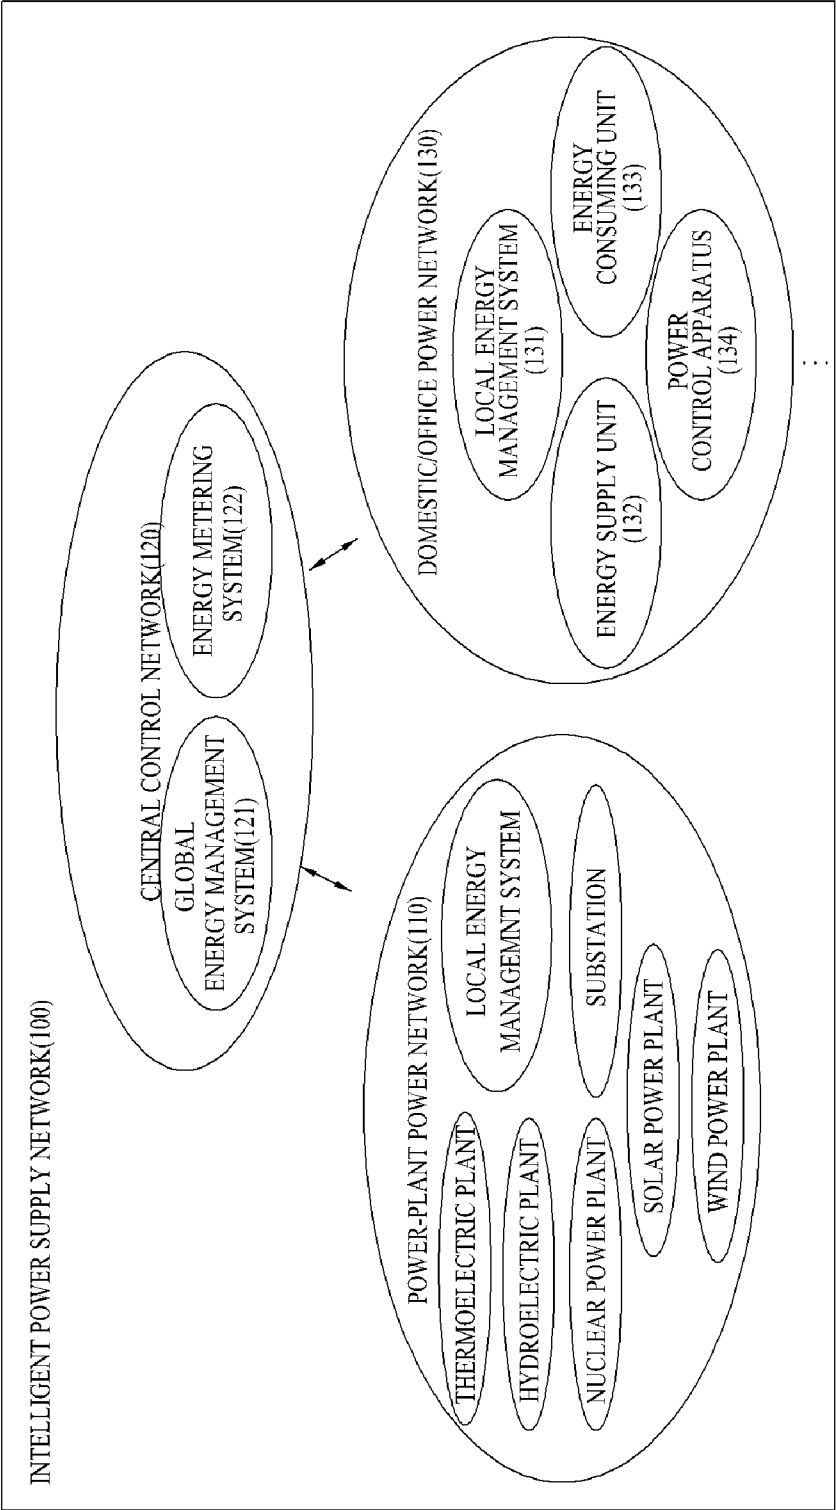 INTELLIGENT POWER SUPPLY NETWORK(100)
CENTRAL CONTROL NETWORK(120)
GLOBAL
ENERGY MANAGEMENT
SYSTEM(121)
ENERGY METERING
SYSTEM(122)
POWER-PLANT POWER NETWORK(110)
THERMOELECTRIC PLANT
HYDROELECTRIC PLANT
NUCLEAR POWER PLANT
LOCAL ENERGY
MANAGEMNT SYSTEM
SUBSTATION
SOLAR POWER PLANT
WIND POWER PLANT
DOMESTIC/OFFICE POWER NETWORK(130)
LOCAL ENERGY
MANAGEMENT SYSTEM
(131)
ENERGY SUPPLY UNIT
(132)
ENERGY
CONSUMING UNIT
(133)
POWER
CONTROL APPARATUS
(134)
...